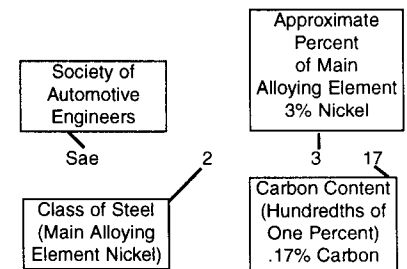 Approximate
Percent
of Main
Alloying Element
3% Nickel
Society of
Automotive
Engineers
Sae 2 3 17
Class of Steel
(Main Alloying
Element Nickel)
Carbon Content
(Hundredths of
One Percent)
.17% Carbon